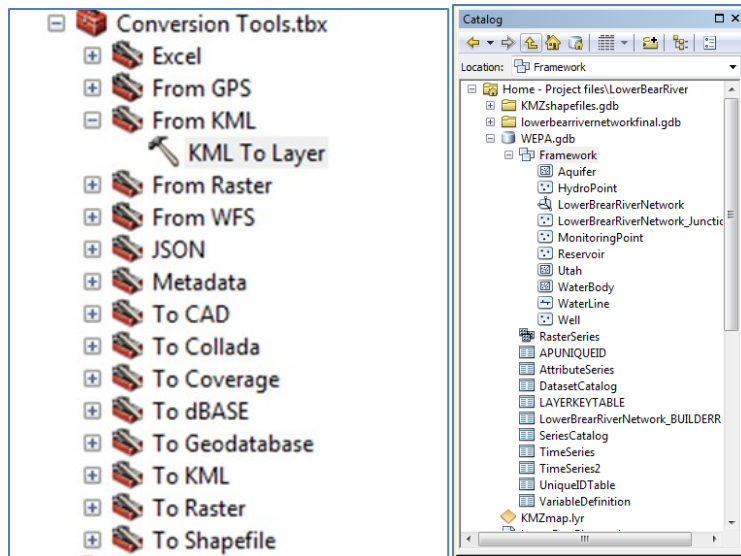 Conversion Tools.tbx
Excel
From GPS
From KML
KML To Layer
From Raster
From WFS
JSON
Metadata
To CAD
To Collada
To Coverage
To dBASE
To Geodatabase
To KML
To Raster
To Shapefile
Catalog
Location: Framework
Home - Project files\LowerBearRiver
KMZshapefiles.gdb
lowerbearrivernetworkfinal.gdb
WEPA.gdb
Framework
Aquifer
HydroPoint
LowerBrearRiverNetwork
LowerBrearRiverNetwork_Junctic
MonitoringPoint
Reservoir
Utah
WaterBody
WaterLine
Well
RasterSeries
APUNIQUEID
AttributeSeries
DatasetCatalog
LAYERKEYTABLE
LowerBrearRiverNetwork_BUILDERR
SeriesCatalog
TimeSeries
TimeSeries2
UniqueIDTable
VariableDefinition
KMZmap.lyr